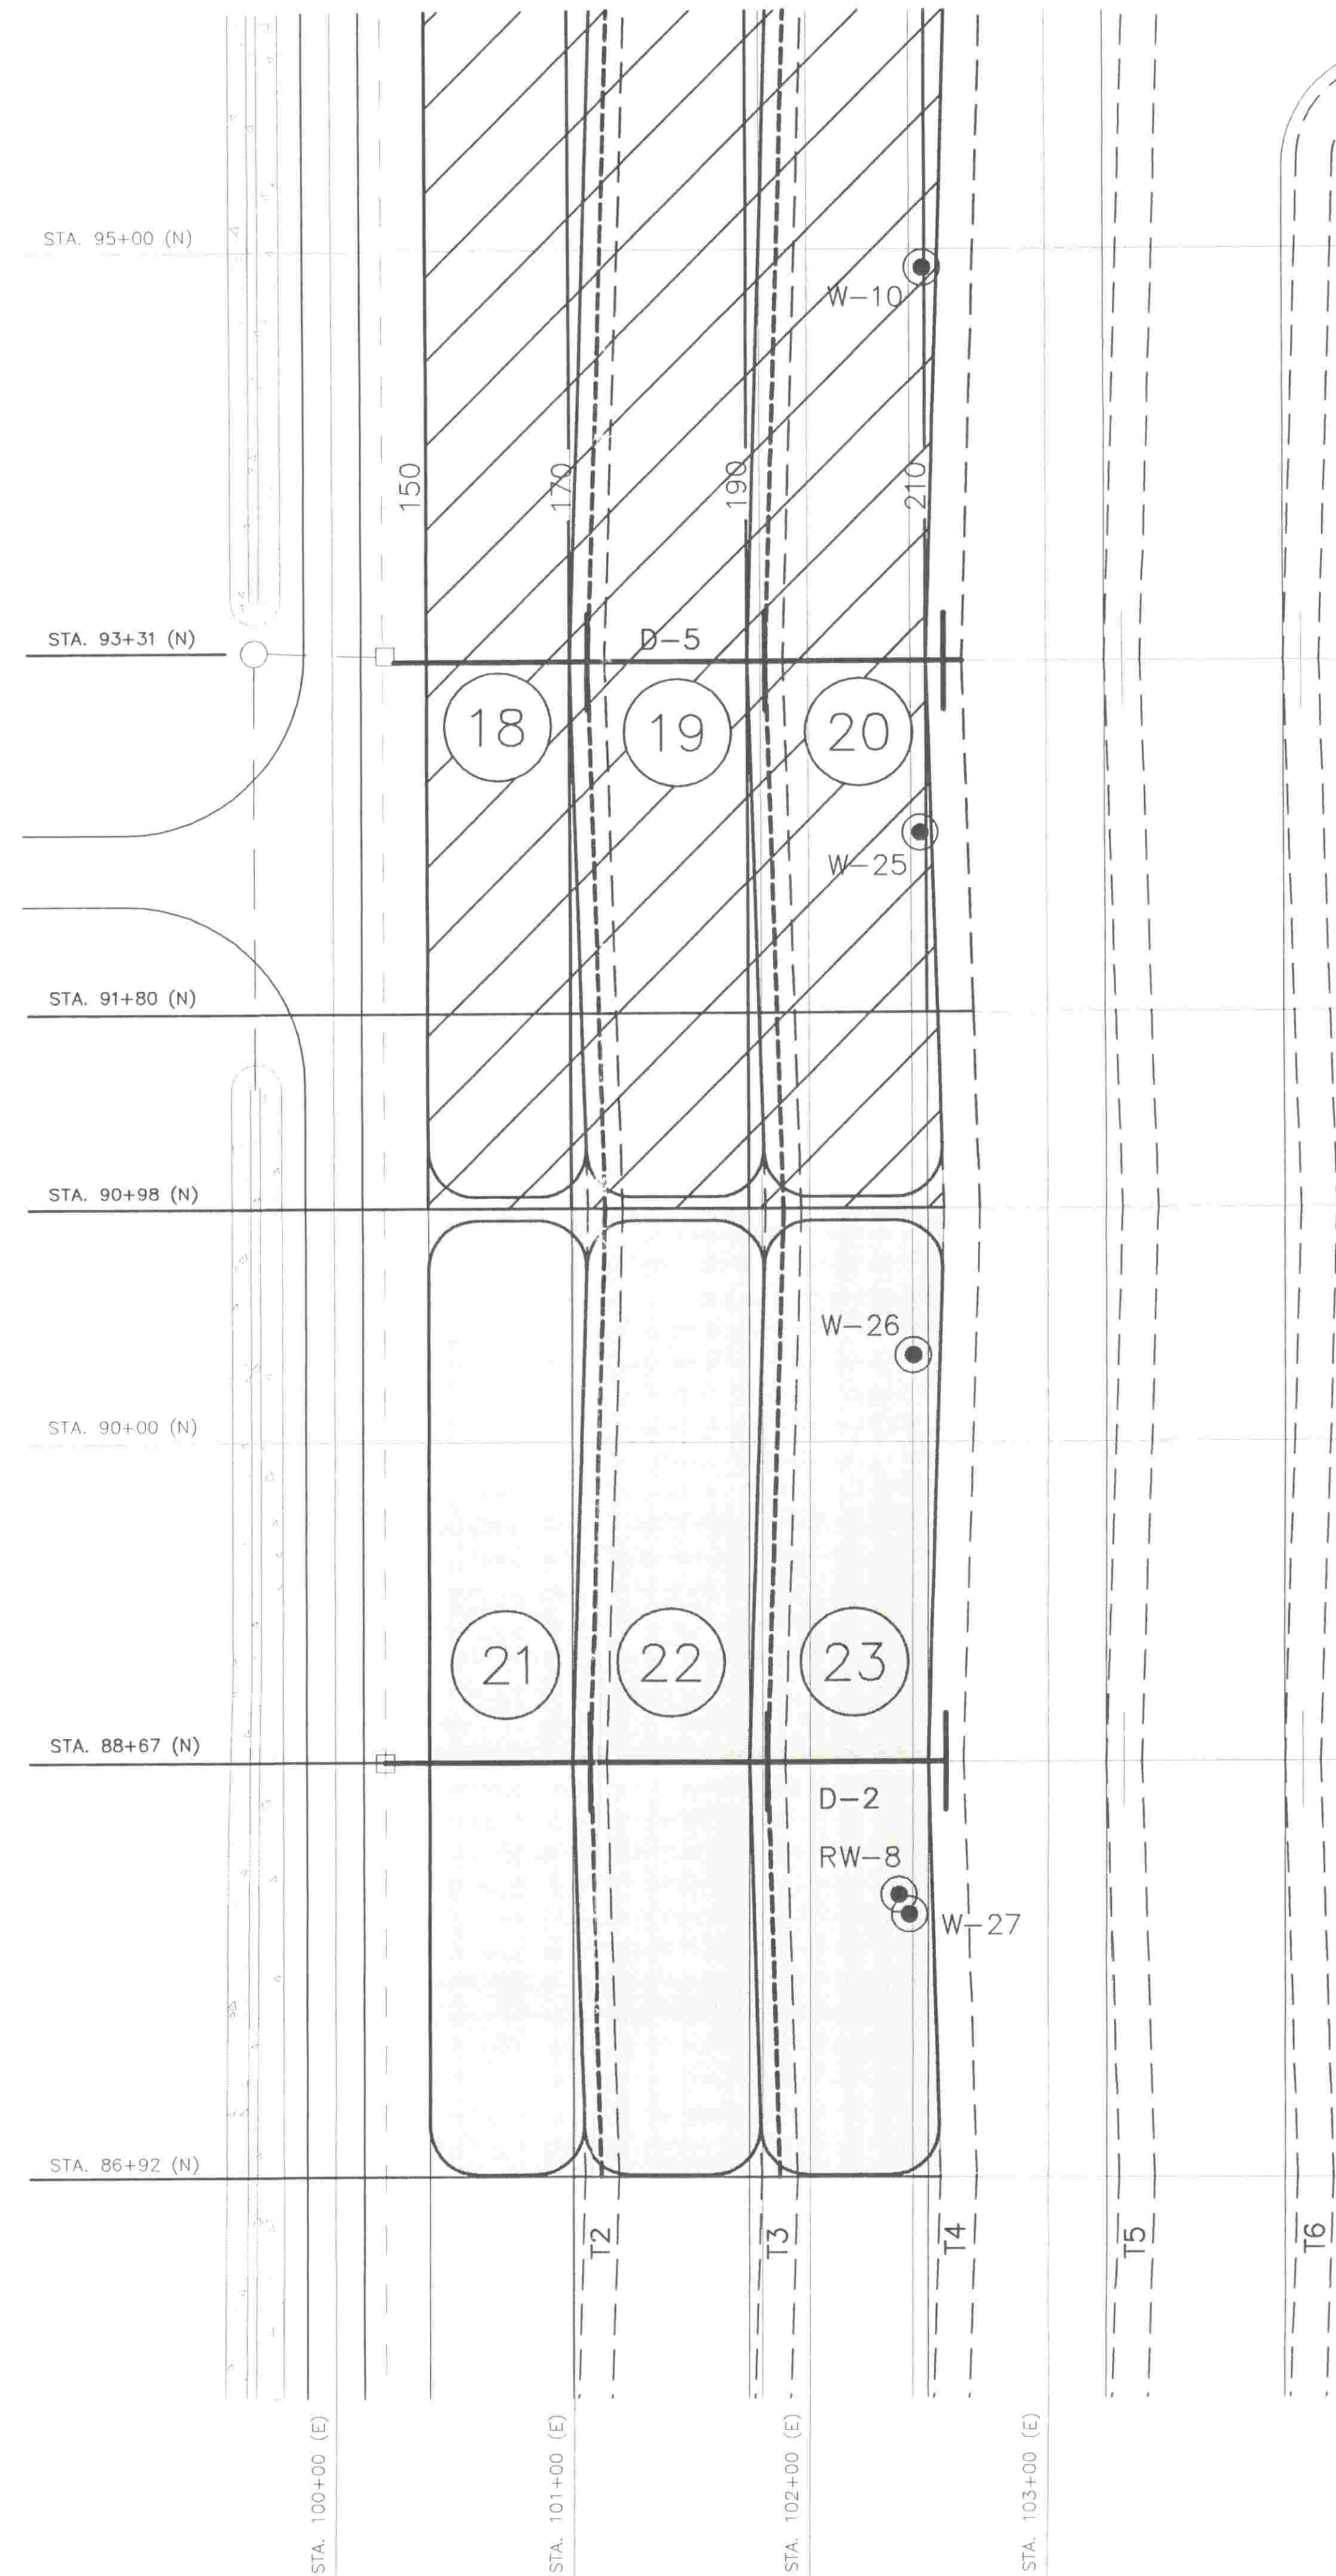 STA. 95+00 (N)
W-10
150
170
190
210
STA. 93+31 (N)
D-5
18
19
20
W-25
STA. 91+80 (N)
STA. 90+98 (N)
W-26
STA. 90+00 (N)
21
22
23
STA. 88+67 (N)
D-2
RW-8
W-27
STA. 86+92 (N)
T2
T3
T4
T5
T6
STA. 100+00 (E)
STA. 101+00 (E)
STA. 102+00 (E)
STA. 103+00 (E)